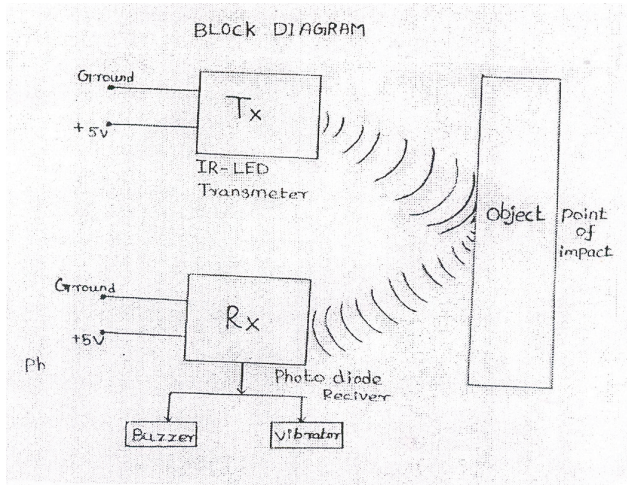 BLOCK DIAGRAM
Ground
+5v
Tx
IR-LED
Transmeter
Object
Point
of
impact
Ground
+5V
Rx
Ph
Photo diode
Reciver
Buzzer
Vibrator